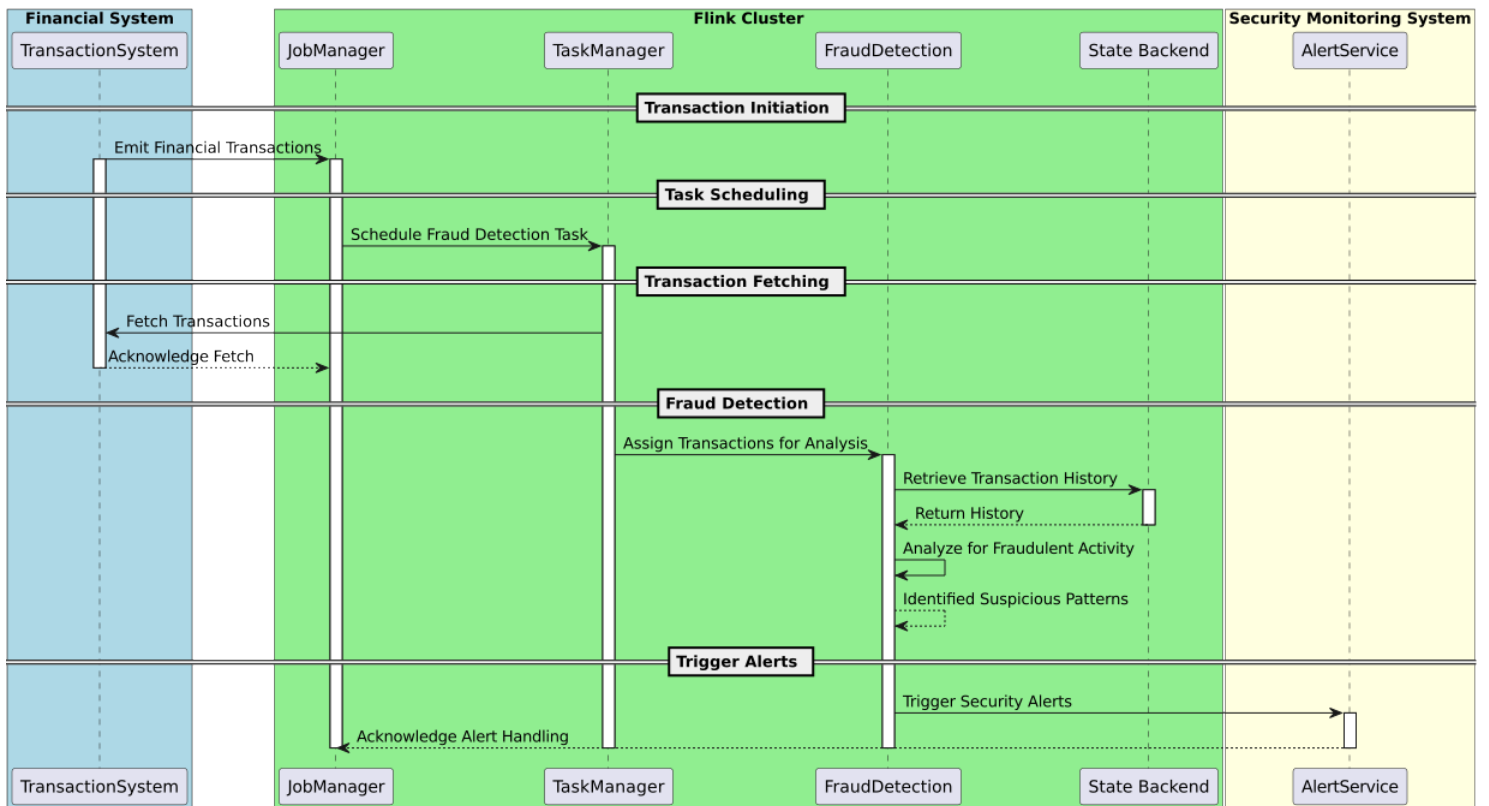 Financial System
Flink Cluster
Security Monitoring System
TransactionSystem
JobManager
TaskManager
FraudDetection
State Backend
AlertService
Transaction Initiation
Emit Financial Transactions
Task Scheduling
Schedule Fraud Detection Task
Transaction Fetching
Fetch Transactions
Acknowledge Fetch
Fraud Detection
Assign Transactions for Analysis
Retrieve Transaction History
Return History
Analyze for Fraudulent Activity
Identified Suspicious Patterns
Trigger Alerts
Trigger Security Alerts
Acknowledge Alert Handling
TransactionSystem
JobManager
TaskManager
FraudDetection
State Backend
AlertService